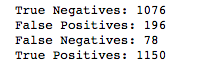 True Negatives: 1076
False Positives: 196
False Negatives: 78
True Positives: 1150